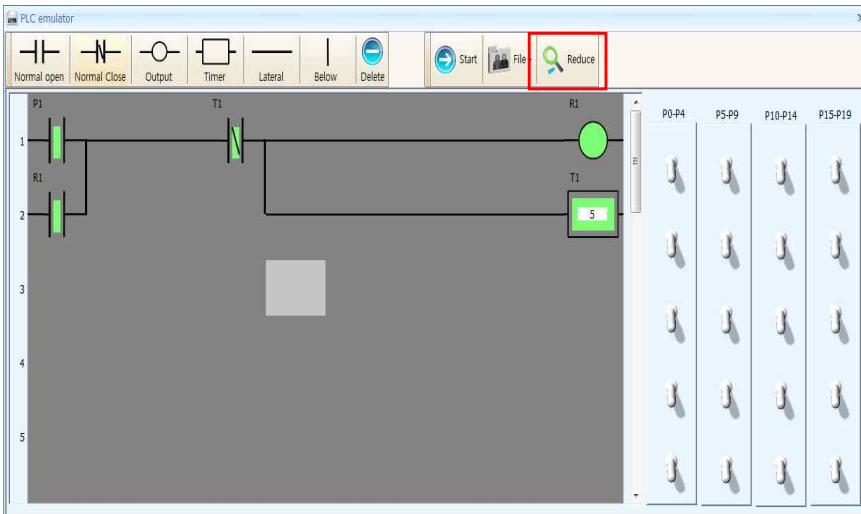 PLC emulator
Normal open Normal Close Output Timer Lateral Below Delete Start File Reduce
P1 T1 R1
1
R1 T1
2 5
3
4
5
P0-P4 P5-P9 P10-P14 P15-P19